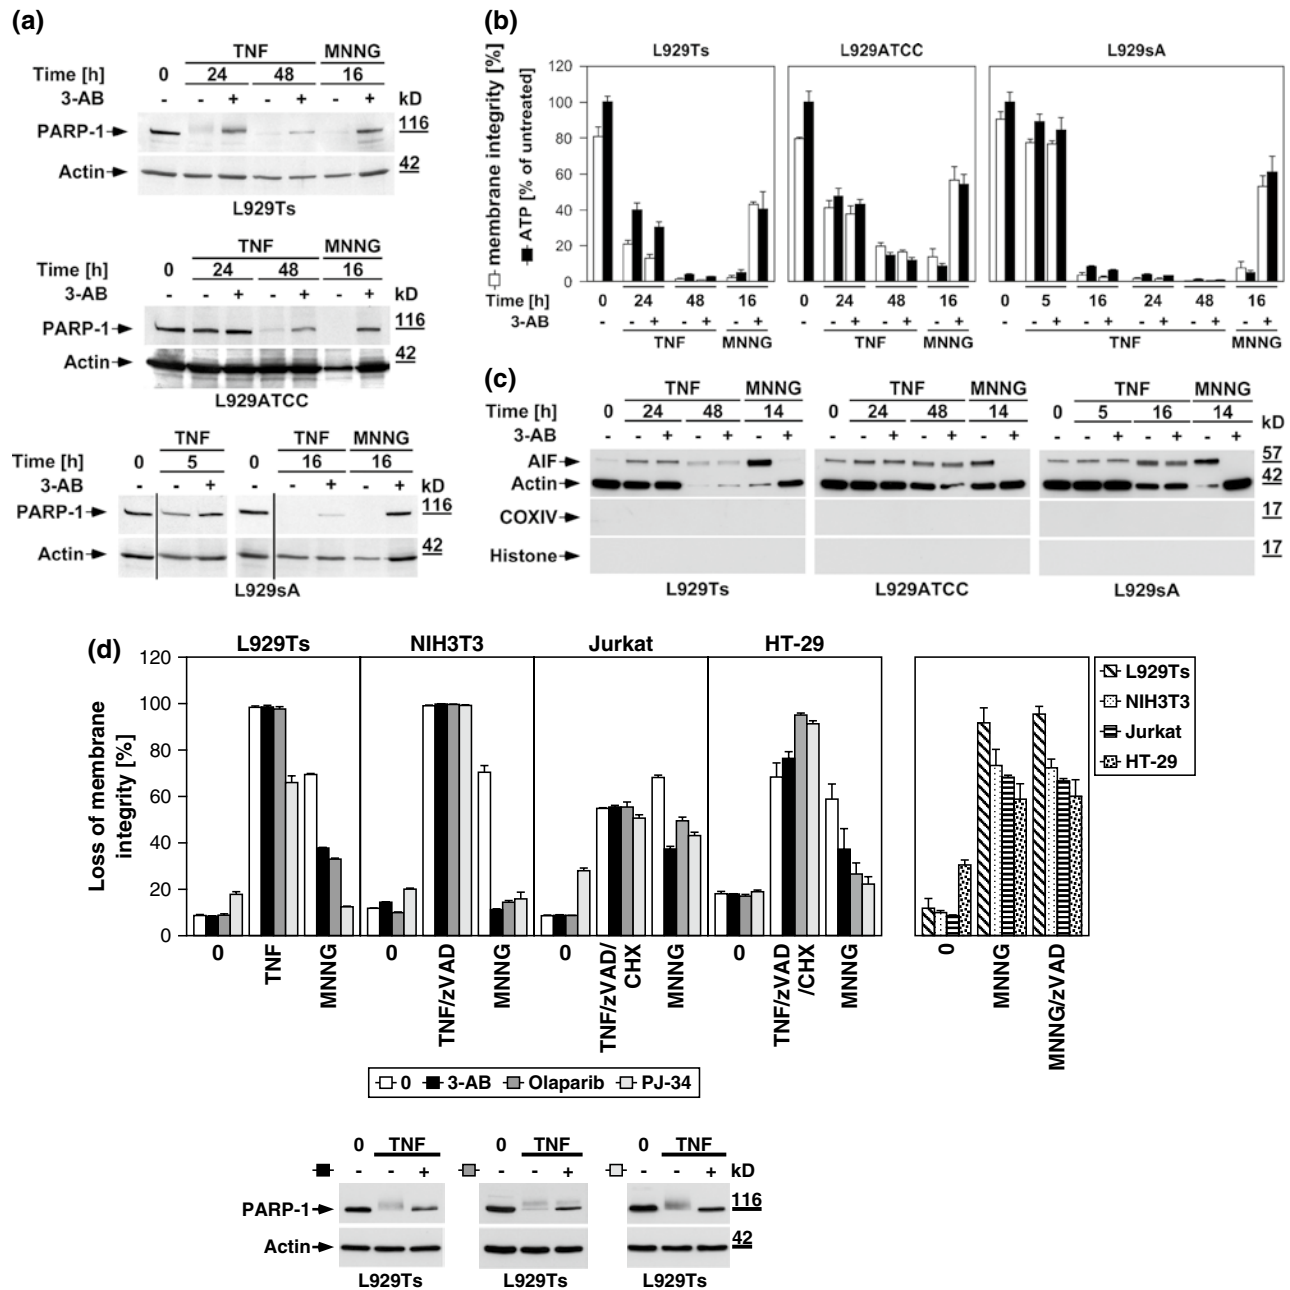 (a)
TNF MNNG
Time [h] 0 24 48 16
3-AB - - + - + - + kD
PARP-1 116
Actin 42
L929Ts
TNF MNNG
Time [h] 0 24 48 16
3-AB - - + - + - + kD
PARP-1 116
Actin 42
L929ATCC
TNF TNF MNNG
Time [h] 0 5 0 16 16
3-AB - - + - - + - + kD
PARP-1 116
Actin 42
L929sA
(b)
L929Ts L929ATCC L929sA
membrane integrity [%]
ATP [% of untreated]
120
100
80
60
40
20
0
Time [h] 0 24 48 16 0 24 48 16 0 5 16 24 48 16
3-AB - - + - + - + - - + - + - + - - + - + - + - + - +
TNF MNNG TNF MNNG TNF MNNG
(c)
TNF MNNG TNF MNNG TNF MNNG
Time [h] 0 24 48 14 0 24 48 14 0 5 16 14 kD
3-AB - - + - + - + - - + - + - + - - + - + - +
AIF 57
Actin 42
COXIV 17
Histone 17
L929Ts L929ATCC L929sA
(d)
L929Ts NIH3T3 Jurkat HT-29
Loss of membrane
integrity [%]
120
100
80
60
40
20
0
0 TNF MNNG 0 TNF/zVAD MNNG 0 TNF/zVAD/
CHX MNNG 0 TNF/zVAD
/CHX MNNG
0 MNNG MNNG/zVAD
L929Ts
NIH3T3
Jurkat
HT-29
0 3-AB Olaparib PJ-34
0 TNF 0 TNF 0 TNF
- - + - - + - - + kD
PARP-1 116
Actin 42
L929Ts L929Ts L929Ts